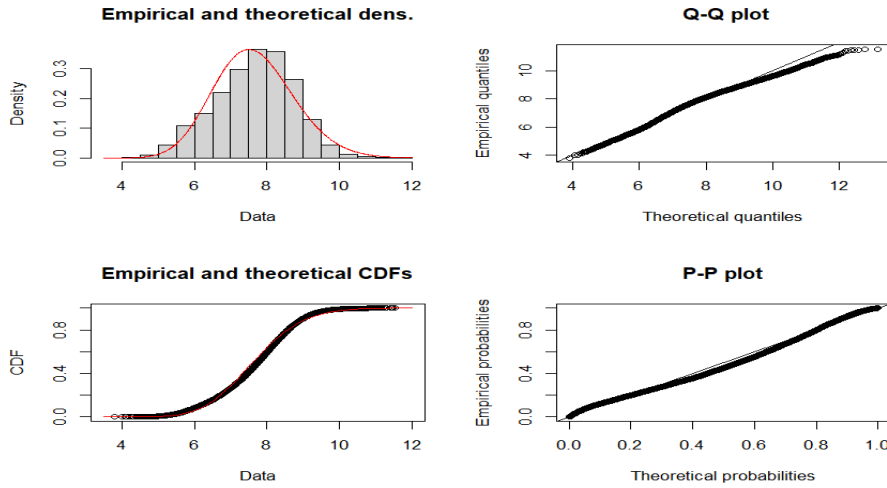 Empirical and theoretical dens.
Density
0.0 0.1 0.2 0.3
4 6 8 10 12
Data
Q-Q plot
Empirical quantiles
4 6 8 10
4 6 8 10 12
Theoretical quantiles
Empirical and theoretical CDFs
CDF
0.0 0.4 0.8
4 6 8 10 12
Data
P-P plot
Empirical probabilities
0.0 0.4 0.8
0.0 0.2 0.4 0.6 0.8 1.0
Theoretical probabilities